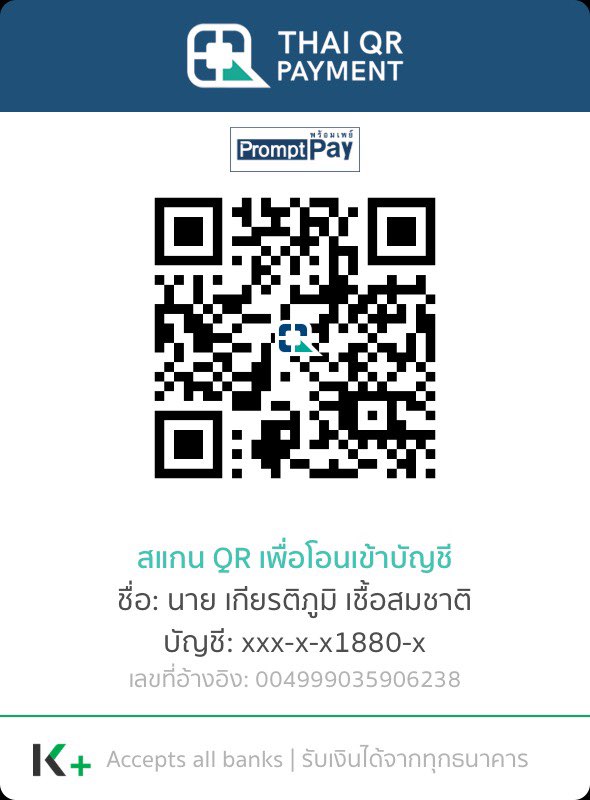 THAI QR
PAYMENT
พร้อมเพย์
PromptPay
สแกน QR เพื่อโอนเข้าบัญชี
ชื่อ: นาย เกียรติภูมิ เชื้อสมชาติ
บัญชี: xxx-x-x1880-x
เลขที่อ้างอิง: 004999035906238
K+ Accepts all banks | รับเงินได้จากทุกธนาคาร